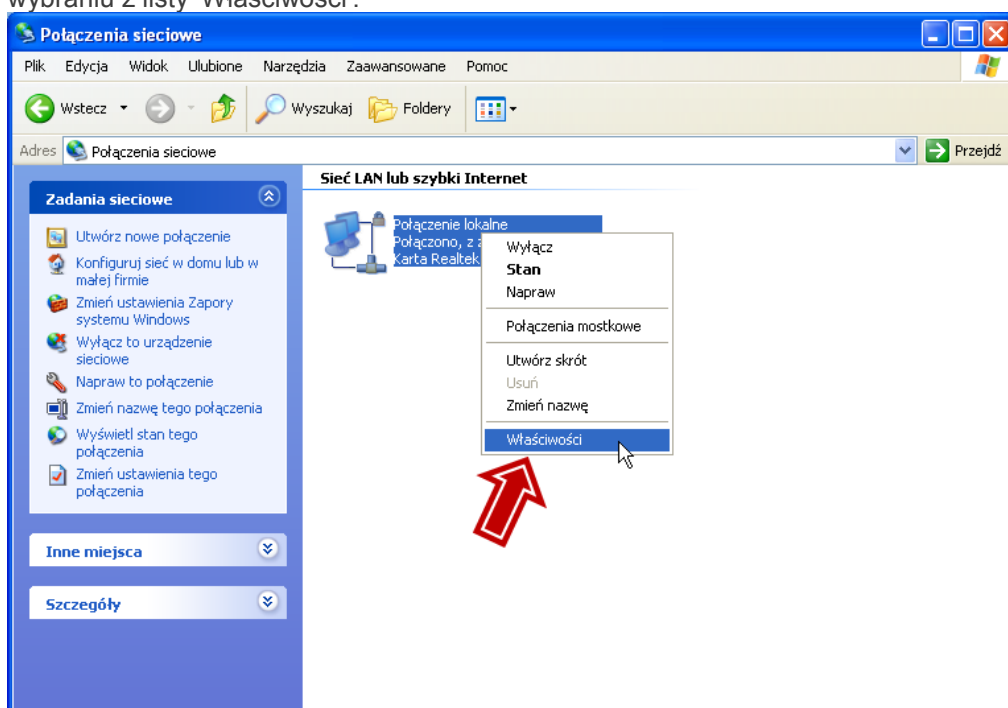 wybraniu z listy 'Właściwości'.
Połączenia sieciowe
Plik Edycja Widok Ulubione Narzędzia Zaawansowane Pomoc
Wstecz Wyszukaj Foldery
Adres Połączenia sieciowe Przejdź
Zadania sieciowe
Utwórz nowe połączenie
Konfiguruj sieć w domu lub w
małej firmie
Zmień ustawienia Zapory
systemu Windows
Wyłącz to urządzenie
sieciowe
Napraw to połączenie
Zmień nazwę tego połączenia
Wyświetl stan tego
połączenia
Zmień ustawienia tego
połączenia
Inne miejsca
Szczegóły
Sieć LAN lub szybki Internet
Połączenie lokalne
Połączono, z
Karta Realtek
Wyłącz
Stan
Napraw
Połączenia mostkowe
Utwórz skrót
Usuń
Zmień nazwę
Właściwości